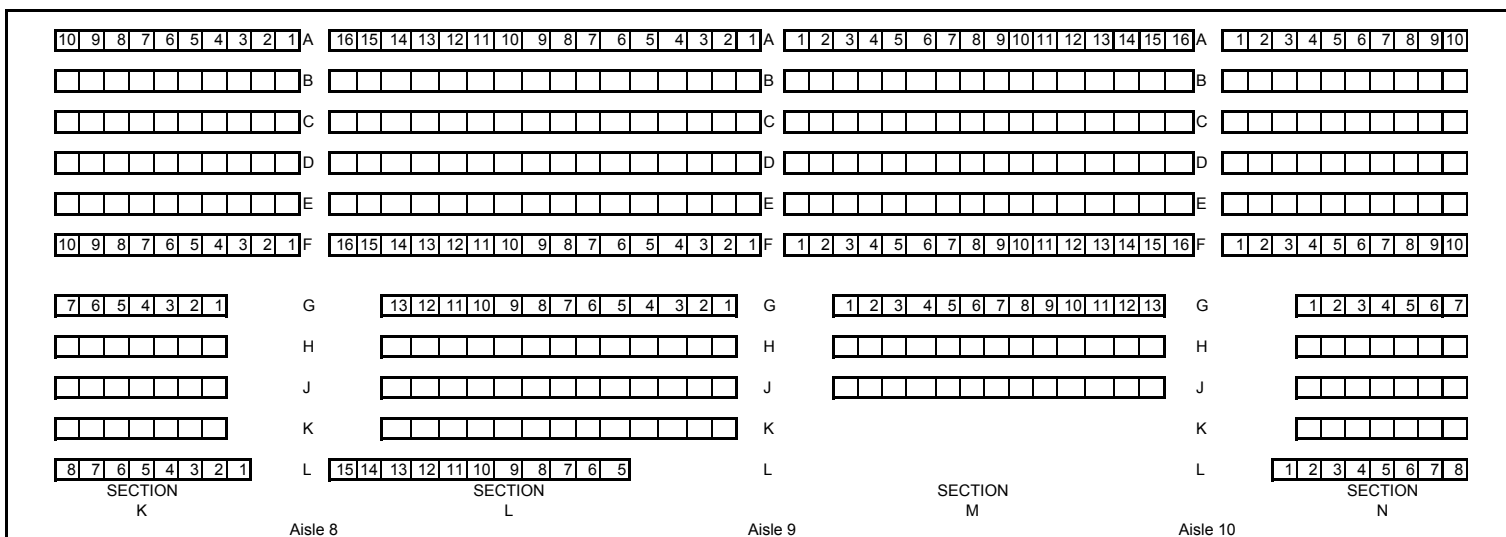 10 9 8 7 6 5 4 3 2 1 A 16 15 14 13 12 11 10 9 8 7 6 5 4 3 2 1 A 1 2 3 4 5 6 7 8 9 10 11 12 13 14 15 16 A 1 2 3 4 5 6 7 8 9 10
B B B
C C C
D D D
E E E
10 9 8 7 6 5 4 3 2 1 F 16 15 14 13 12 11 10 9 8 7 6 5 4 3 2 1 F 1 2 3 4 5 6 7 8 9 10 11 12 13 14 15 16 F 1 2 3 4 5 6 7 8 9 10
7 6 5 4 3 2 1 G 13 12 11 10 9 8 7 6 5 4 3 2 1 G 1 2 3 4 5 6 7 8 9 10 11 12 13 G 1 2 3 4 5 6 7
H H H
J J J
K K K
8 7 6 5 4 3 2 1 L 15 14 13 12 11 10 9 8 7 6 5 L L 1 2 3 4 5 6 7 8
SECTION SECTION SECTION SECTION
K L M N
Aisle 8 Aisle 9 Aisle 10